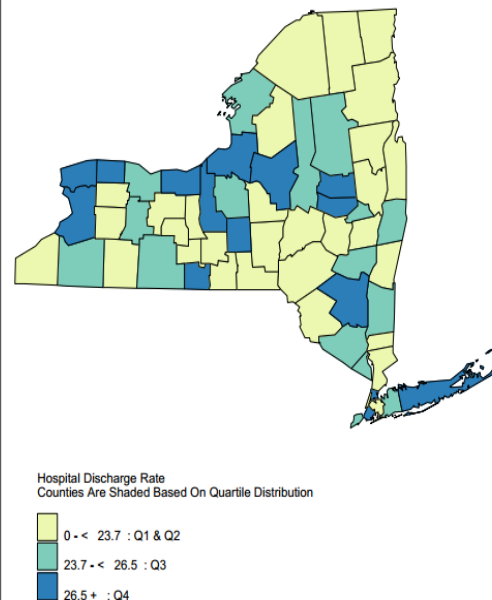 Hospital Discharge Rate
Counties Are Shaded Based On Quartile Distribution
0 - < 23.7 : Q1 & Q2
23.7 - < 26.5 : Q3
26.5 + : Q4